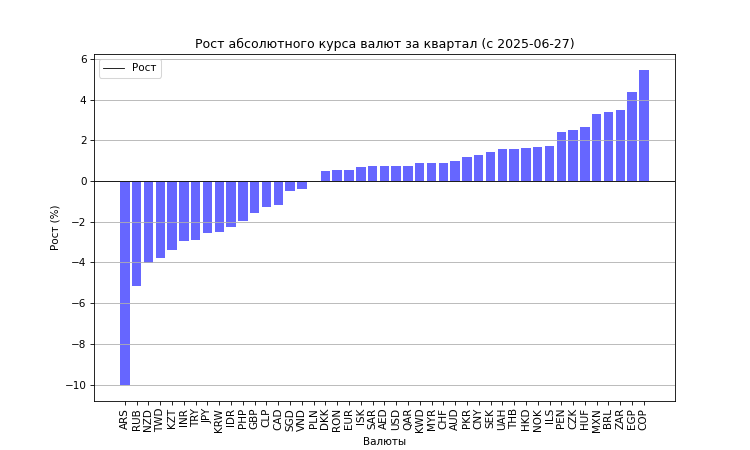 Рост абсолютного курса валют за квартал (с 2025-06-27)
Рост
Рост (%)
6
4
2
0
−2
−4
−6
−8
−10
ARS RUB NZD TWD KZT INR TRY JPY KRW IDR PHP GBP CLP CAD SGD VND PLN DKK RON EUR ISK SAR AED USD QAR KWD MYR CHF AUD PKR CNY SEK UAH THB HKD NOK ILS PEN CZK HUF MXN BRL ZAR EGP COP
Валюты